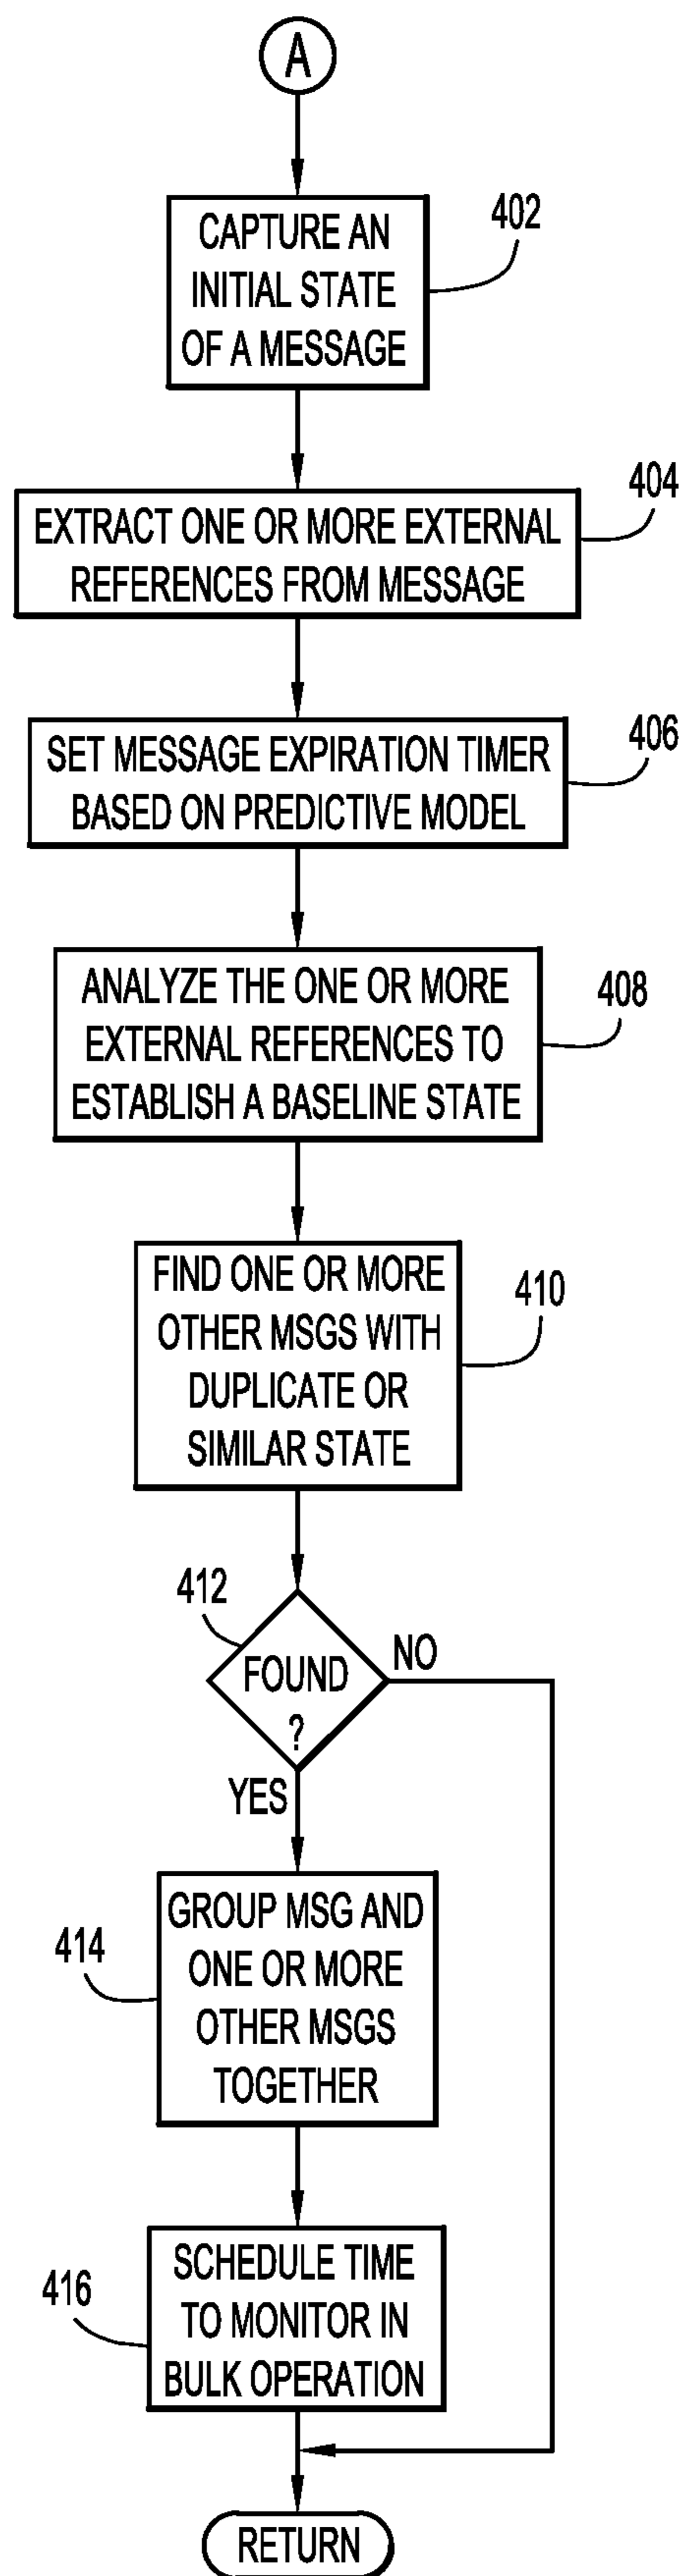 A
CAPTURE AN
INITIAL STATE
OF A MESSAGE
402
EXTRACT ONE OR MORE EXTERNAL
REFERENCES FROM MESSAGE
404
SET MESSAGE EXPIRATION TIMER
BASED ON PREDICTIVE MODEL
406
ANALYZE THE ONE OR MORE
EXTERNAL REFERENCES TO
ESTABLISH A BASELINE STATE
408
FIND ONE OR MORE
OTHER MSGS WITH
DUPLICATE OR
SIMILAR STATE
410
412
FOUND
?
NO
YES
GROUP MSG AND
ONE OR MORE
OTHER MSGS
TOGETHER
414
SCHEDULE TIME
TO MONITOR IN
BULK OPERATION
416
RETURN